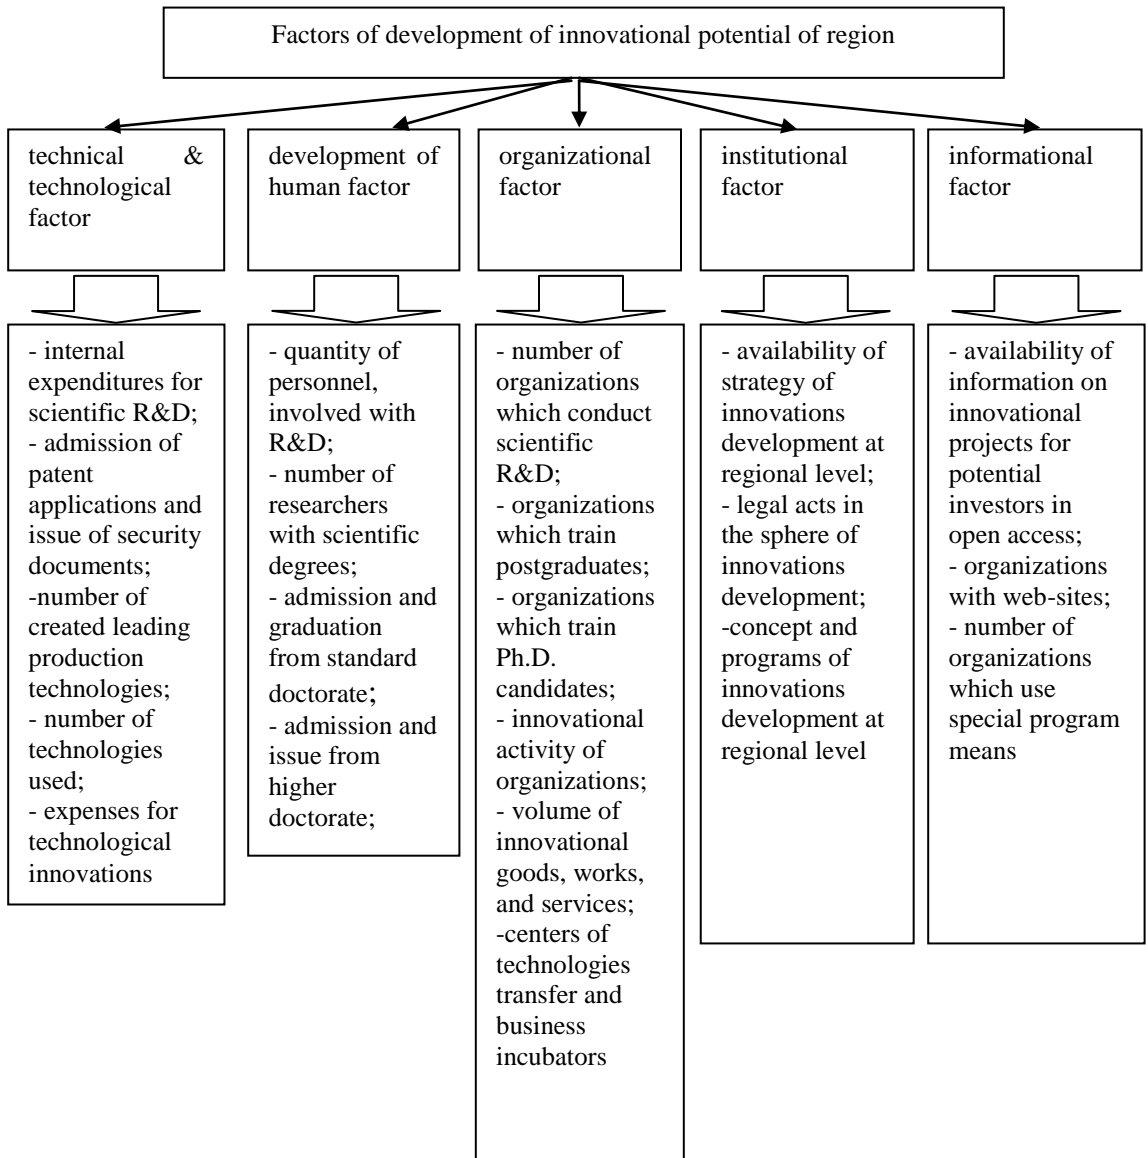 Factors of development of innovational potential of region
technical &
technological
factor
development of
human factor
organizational
factor
institutional
factor
informational
factor
- internal
expenditures for
scientific R&D;
- admission of
patent
applications and
issue of security
documents;
-number of
created leading
production
technologies;
- number of
technologies
used;
- expenses for
technological
innovations
- quantity of
personnel,
involved with
R&D;
- number of
researchers
with scientific
degrees;
- admission and
graduation
from standard
doctorate;
- admission and
issue from
higher
doctorate;
- number of
organizations
which conduct
scientific
R&D;
- organizations
which train
postgraduates;
- organizations
which train
Ph.D.
candidates;
- innovational
activity of
organizations;
- volume of
innovational
goods, works,
and services;
-centers of
technologies
transfer and
business
incubators
- availability of
strategy of
innovations
development at
regional level;
- legal acts in
the sphere of
innovations
development;
-concept and
programs of
innovations
development at
regional level
- availability of
information on
innovational
projects for
potential
investors in
open access;
- organizations
with web-sites;
- number of
organizations
which use
special program
means